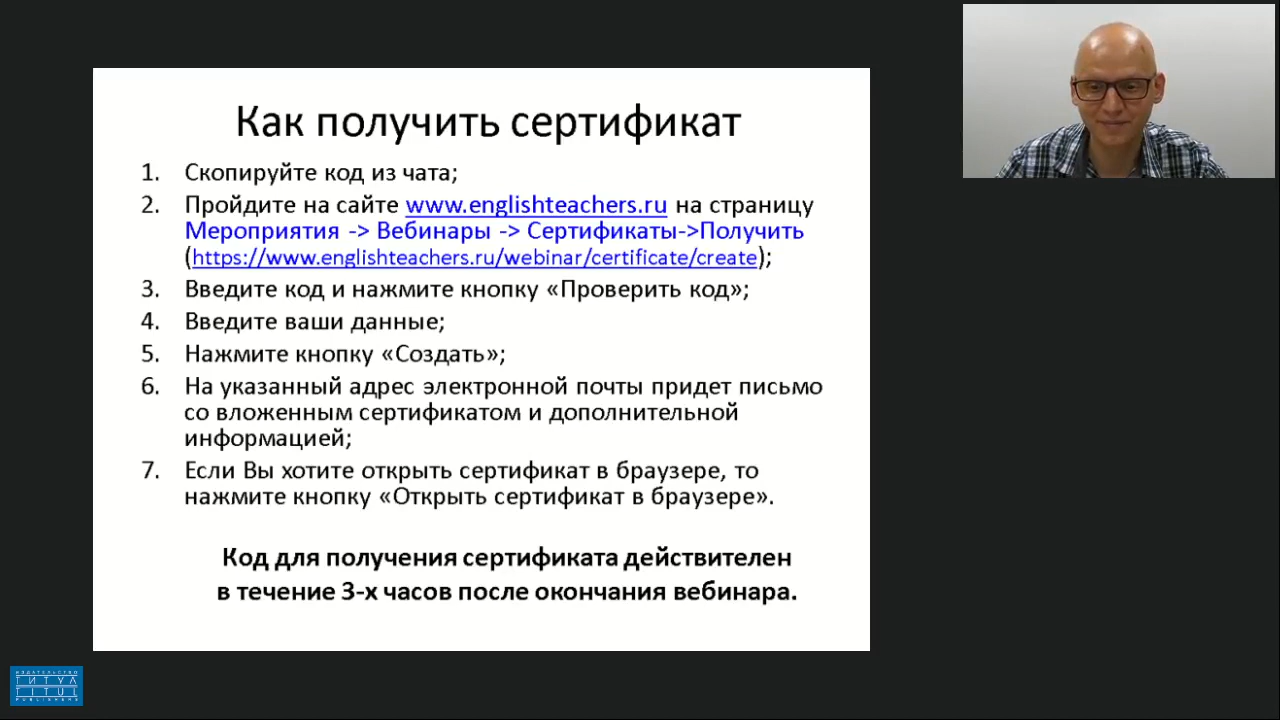 Как получить сертификат
1. Скопируйте код из чата;
2. Пройдите на сайте www.englishteachers.ru на страницу
Мероприятия -> Вебинары -> Сертификаты->Получить
(https://www.englishteachers.ru/webinar/certificate/create);
3. Введите код и нажмите кнопку «Проверить код»;
4. Введите ваши данные;
5. Нажмите кнопку «Создать»;
6. На указанный адрес электронной почты придет письмо
со вложенным сертификатом и дополнительной
информацией;
7. Если Вы хотите открыть сертификат в браузере, то
нажмите кнопку «Открыть сертификат в браузере».
Код для получения сертификата действителен
в течение 3-х часов после окончания вебинара.
ИЗДАТЕЛЬСТВО
ТИТУЛ
TITUL
PUBLISHERS